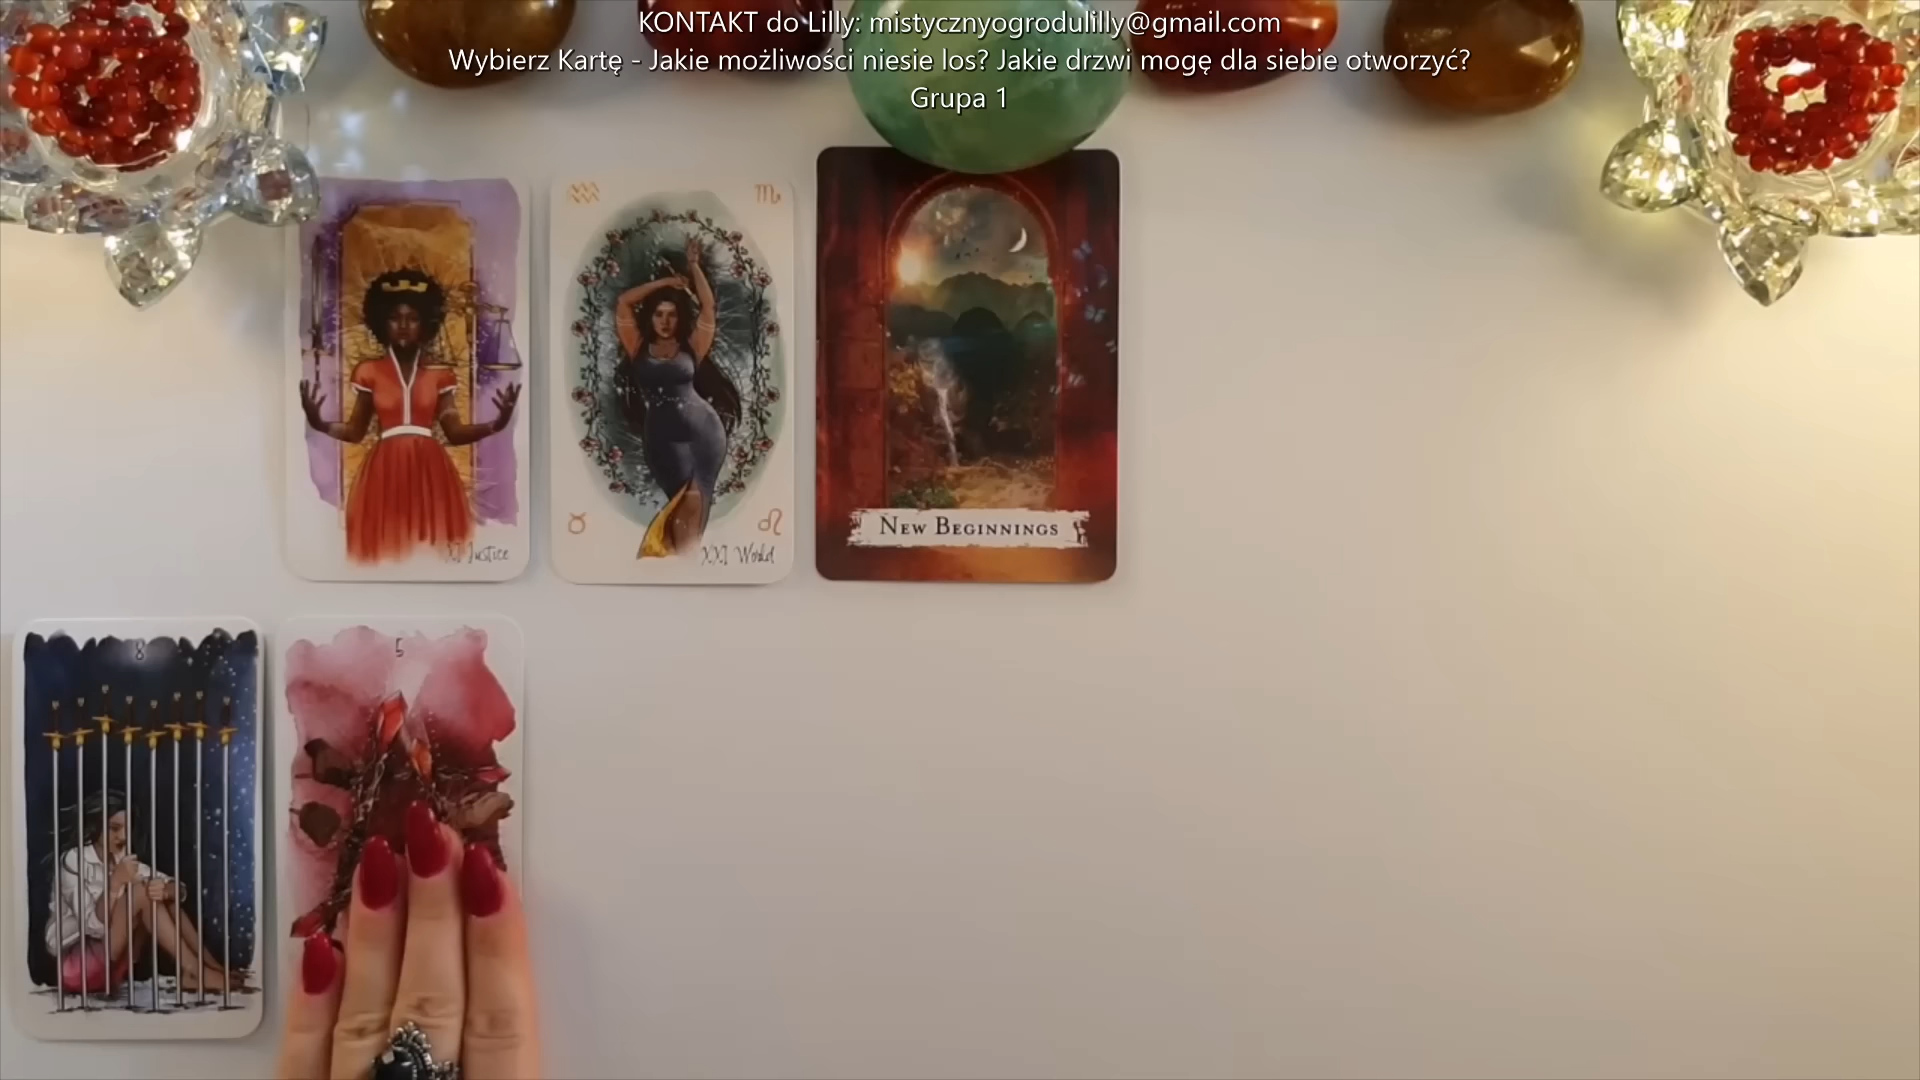 KONTAKT do Lilly: mistycznyogrodulilly@gmail.com
Wybierz Kartę - Jakie możliwości niesie los? Jakie drzwi mogę dla siebie otworzyć?
Grupa 1
XI Justice
XXI World
New Beginnings
8
5